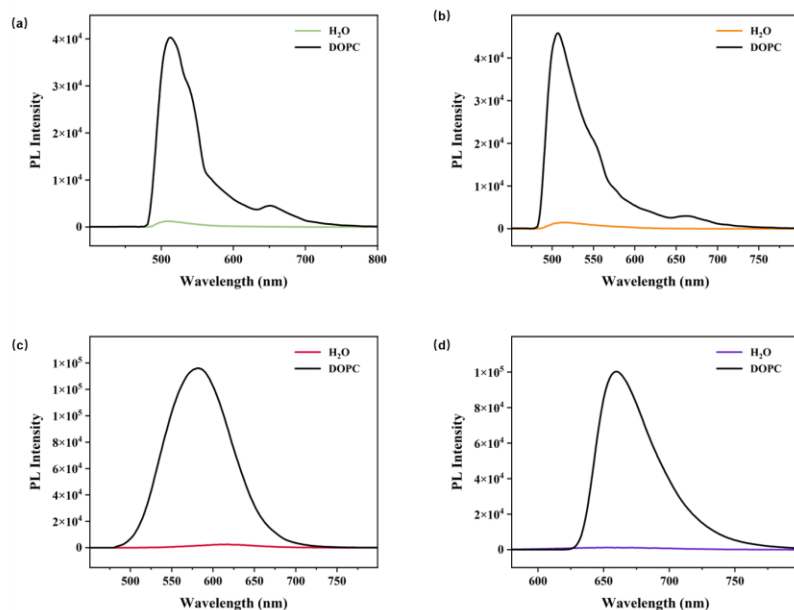 (a)
H₂O
DOPC
4×10⁴
3×10⁴
2×10⁴
1×10⁴
0
PL Intensity
500
600
700
800
Wavelength (nm)
(b)
H₂O
DOPC
4×10⁴
3×10⁴
2×10⁴
1×10⁴
0
PL Intensity
500
550
600
650
700
750
Wavelength (nm)
(c)
H₂O
DOPC
1×10⁵
1×10⁵
1×10⁵
8×10⁴
6×10⁴
4×10⁴
2×10⁴
0
PL Intensity
500
550
600
650
700
750
Wavelength (nm)
(d)
H₂O
DOPC
1×10⁵
8×10⁴
6×10⁴
4×10⁴
2×10⁴
0
PL Intensity
600
650
700
750
Wavelength (nm)